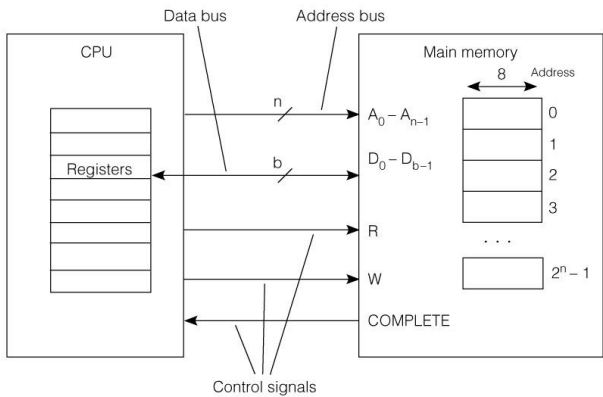 Data bus
Address bus
CPU
Main memory
8
Address
n
A₀ – Aₙ₋₁
0
1
b
D₀ – D_b₋₁
Registers
2
3
R
. . .
W
2ⁿ – 1
COMPLETE
Control signals